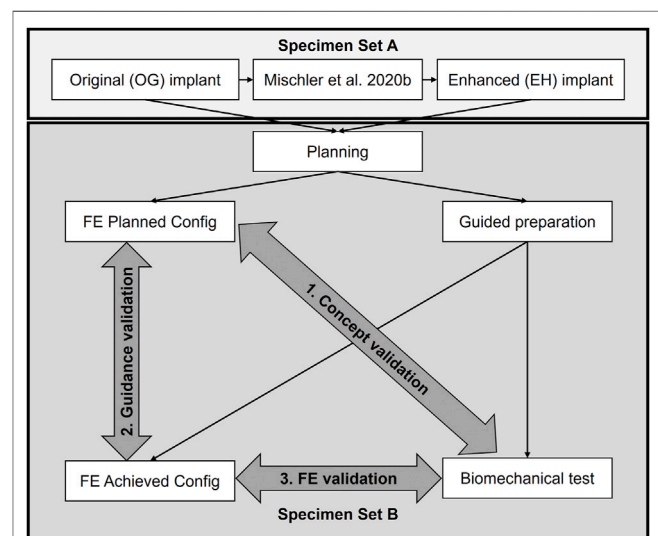 Specimen Set A
Original (OG) implant
Mischler et al. 2020b
Enhanced (EH) implant
Planning
FE Planned Config
Guided preparation
1. Concept validation
2. Guidance validation
FE Achieved Config
3. FE validation
Biomechanical test
Specimen Set B